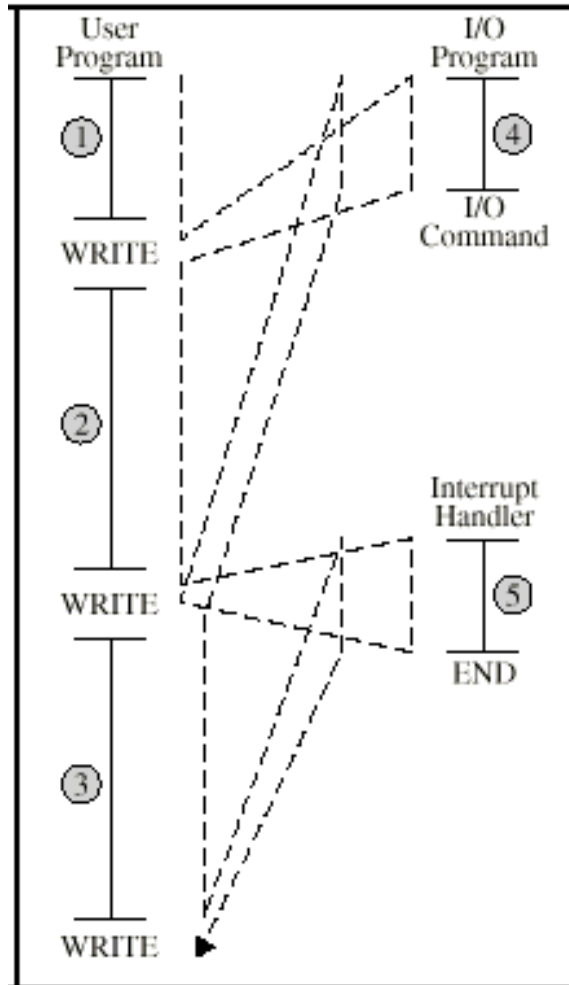 User
Program
I/O
Program
1
4
WRITE
I/O
Command
2
Interrupt
Handler
WRITE
5
END
3
WRITE